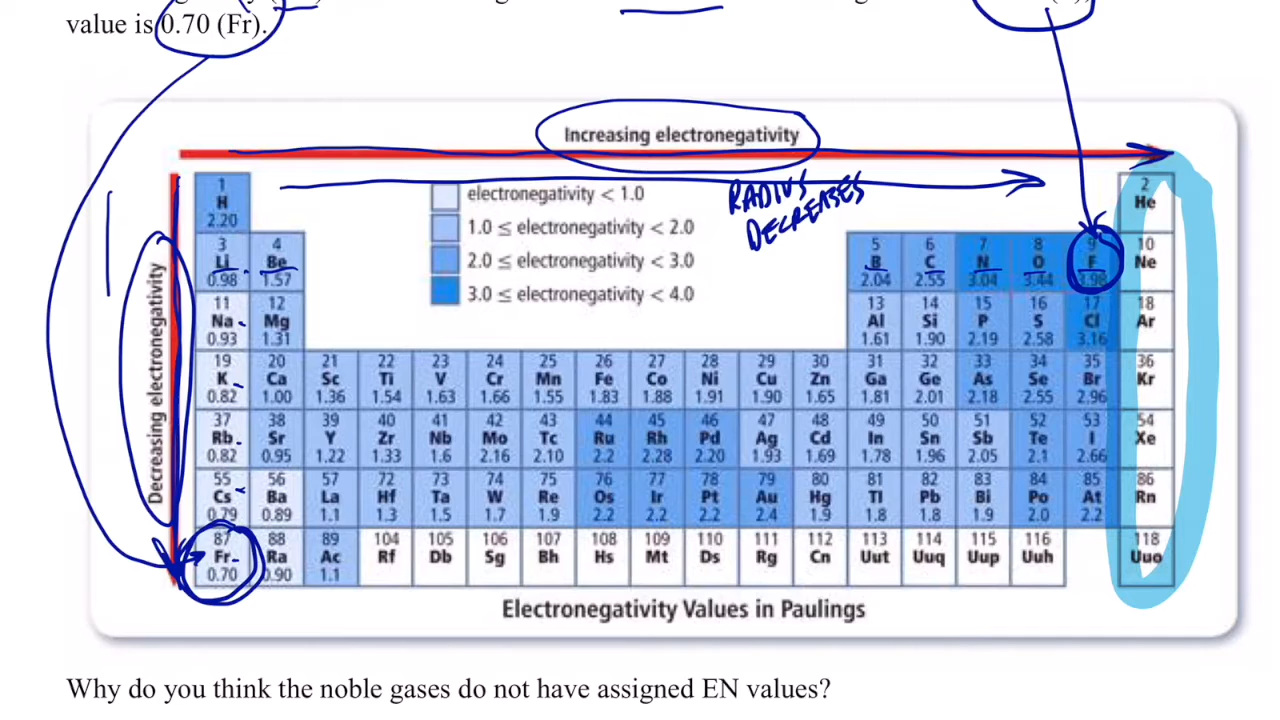 value is 0.70 (Fr).
Increasing electronegativity
RADIUS
DECREASES
Decreasing electronegativity
electronegativity < 1.0
1.0 ≤ electronegativity < 2.0
2.0 ≤ electronegativity < 3.0
3.0 ≤ electronegativity < 4.0
1 2
H He
2.20
3 4 5 6 7 8 9 10
Li Be B C N O F Ne
0.98 1.57 2.04 2.55 3.04 3.44 3.98
11 12 13 14 15 16 17 18
Na Mg Al Si P S Cl Ar
0.93 1.31 1.61 1.90 2.19 2.58 3.16
19 20 21 22 23 24 25 26 27 28 29 30 31 32 33 34 35 36
K Ca Sc Ti V Cr Mn Fe Co Ni Cu Zn Ga Ge As Se Br Kr
0.82 1.00 1.36 1.54 1.63 1.66 1.55 1.83 1.88 1.91 1.90 1.65 1.81 2.01 2.18 2.55 2.96
37 38 39 40 41 42 43 44 45 46 47 48 49 50 51 52 53 54
Rb Sr Y Zr Nb Mo Tc Ru Rh Pd Ag Cd In Sn Sb Te I Xe
0.82 0.95 1.22 1.33 1.6 2.16 2.10 2.2 2.28 2.20 1.93 1.69 1.78 1.96 2.05 2.1 2.66
55 56 57 72 73 74 75 76 77 78 79 80 81 82 83 84 85 86
Cs Ba La Hf Ta W Re Os Ir Pt Au Hg Tl Pb Bi Po At Rn
0.79 0.89 1.1 1.3 1.5 1.7 1.9 2.2 2.2 2.2 2.4 1.9 1.8 1.8 1.9 2.0 2.2
87 88 89 104 105 106 107 108 109 110 111 112 113 114 115 116 118
Fr Ra Ac Rf Db Sg Bh Hs Mt Ds Rg Cn Uut Uuq Uup Uuh Uuo
0.70 0.90 1.1
Electronegativity Values in Paulings
Why do you think the noble gases do not have assigned EN values?